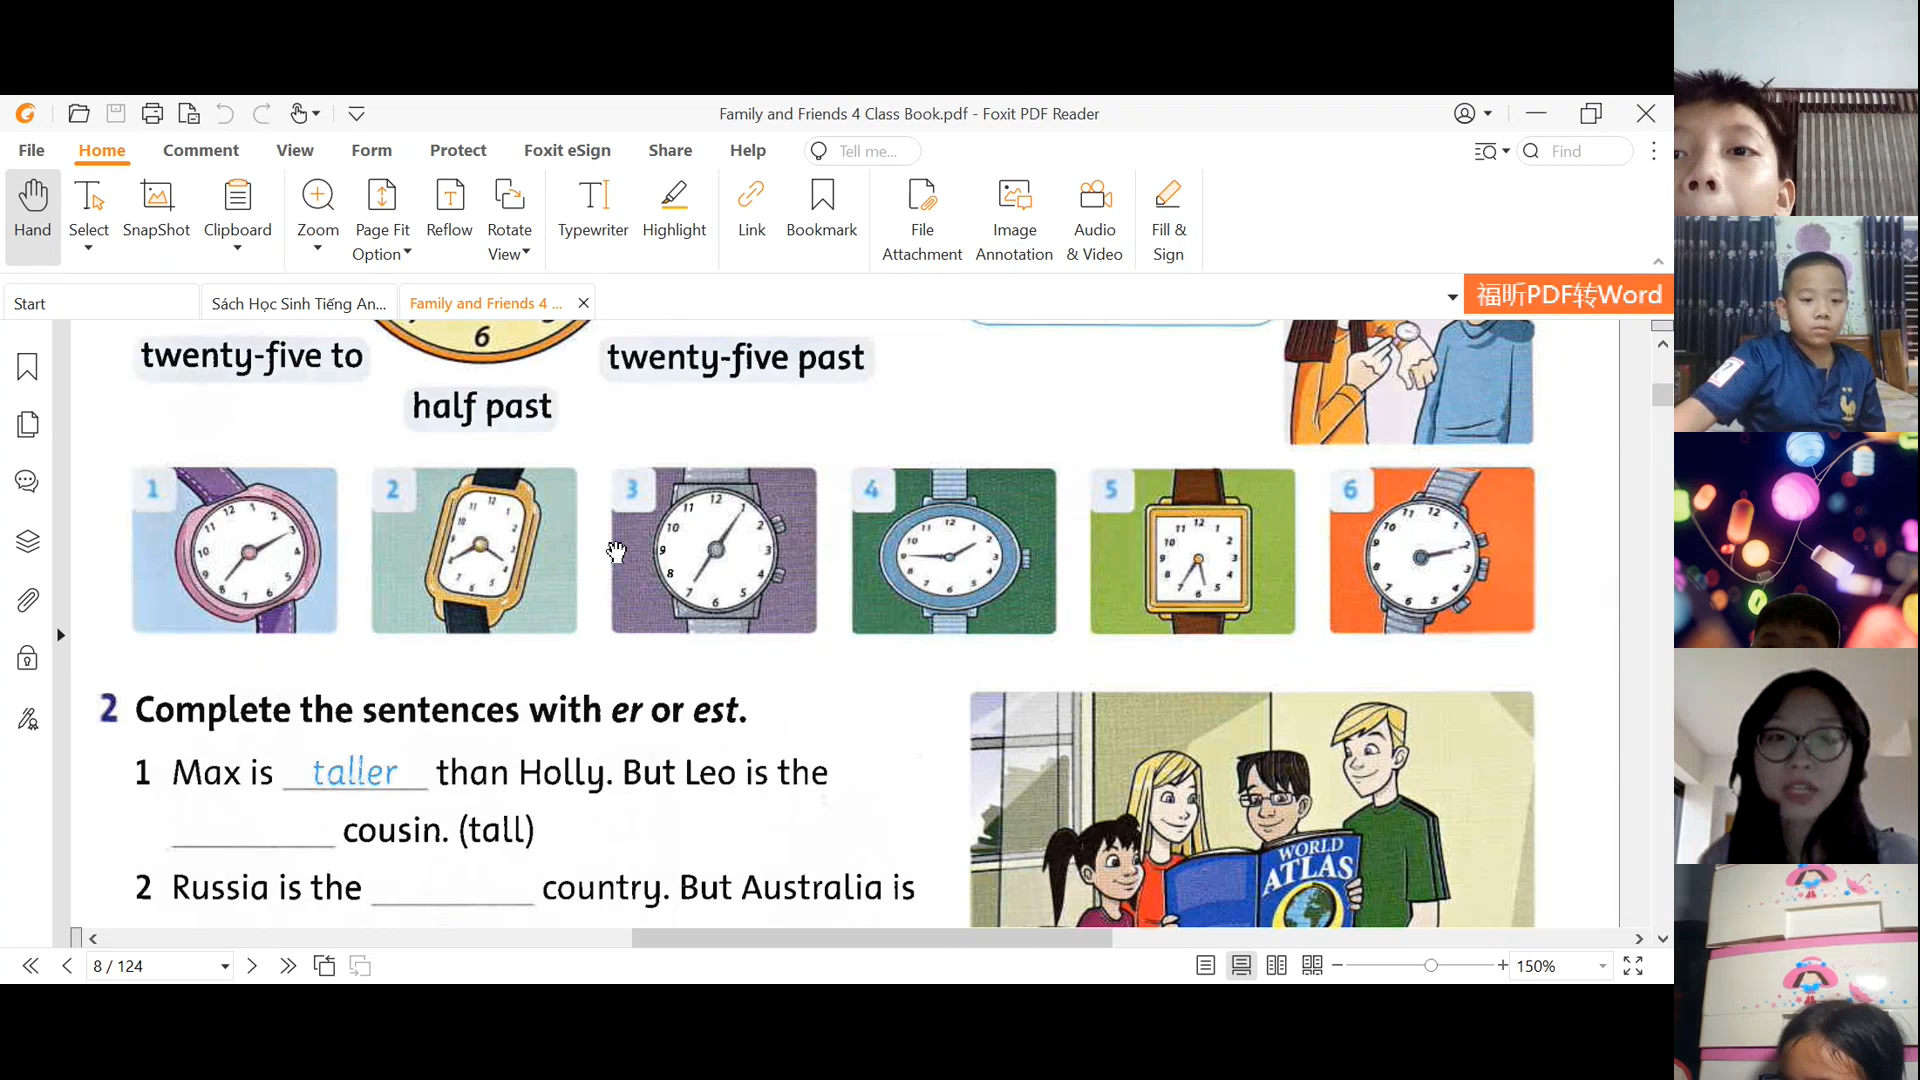 Family and Friends 4 Class Book.pdf - Foxit PDF Reader
File Home Comment View Form Protect Foxit eSign Share Help Tell me... Find
Hand Select SnapShot Clipboard Zoom Page Fit Option Reflow Rotate View Typewriter Highlight Link Bookmark File Attachment Image Annotation Audio & Video Fill & Sign
Start Sách Học Sinh Tiếng An... Family and Friends 4 ... 福昕PDF转Word
6
twenty-five to twenty-five past
half past
1 2 3 4 5 6
2 Complete the sentences with er or est.
1 Max is taller than Holly. But Leo is the
cousin. (tall)
2 Russia is the country. But Australia is
WORLD
ATLAS
8 / 124 150%